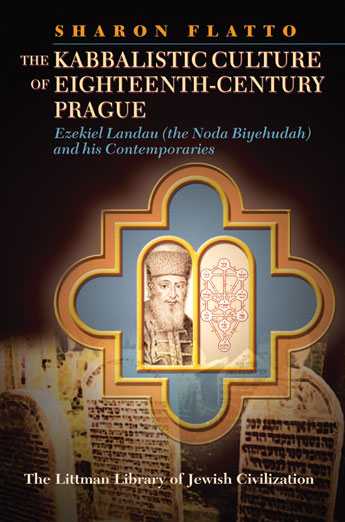 SHARON FLATTO
THE KABBALISTIC CULTURE
OF EIGHTEENTH-CENTURY
PRAGUE
Ezekiel Landau (the Noda Biyehudah)
and his Contemporaries
The Littman Library of Jewish Civilization